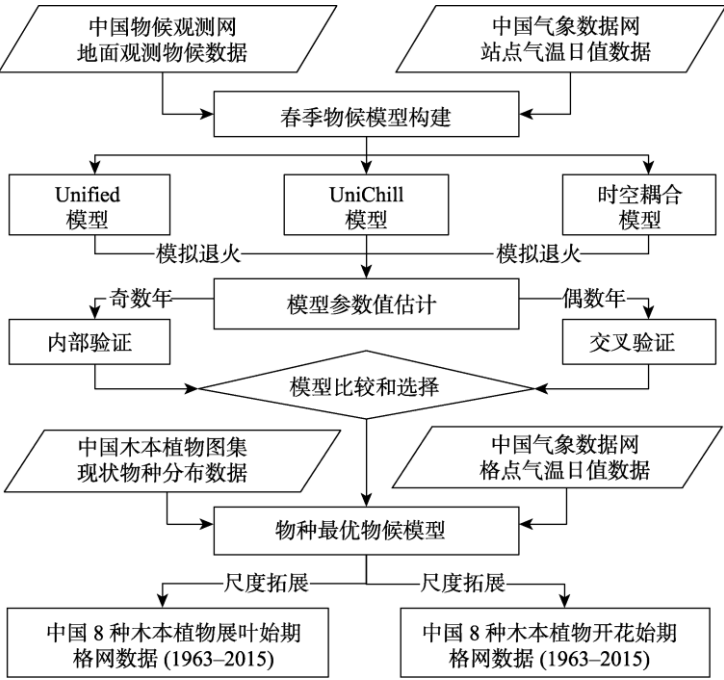 中国物候观测网
地面观测物候数据
中国气象数据网
站点气温日值数据
春季物候模型构建
Unified
模型
UniChill
模型
时空耦合
模型
模拟退火
模拟退火
奇数年
模型参数值估计
偶数年
内部验证
交叉验证
模型比较和选择
中国木本植物图集
现状物种分布数据
中国气象数据网
格点气温日值数据
物种最优物候模型
尺度拓展
尺度拓展
中国 8 种木本植物展叶始期
格网数据 (1963–2015)
中国 8 种木本植物开花始期
格网数据 (1963–2015)